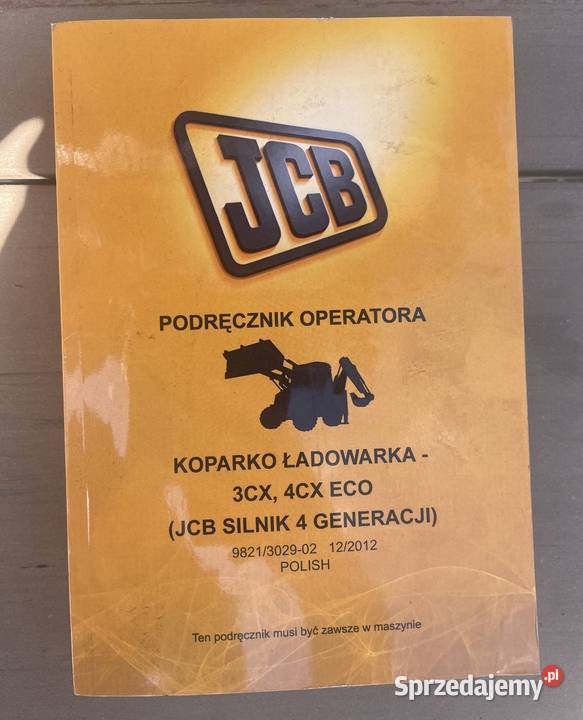 JCB
PODRĘCZNIK OPERATORA
KOPARKO ŁADOWARKA -
3CX, 4CX ECO
(JCB SILNIK 4 GENERACJI)
9821/3029-02 12/2012
POLISH
Ten podręcznik musi być zawsze w maszynie
Sprzedajemy.pl